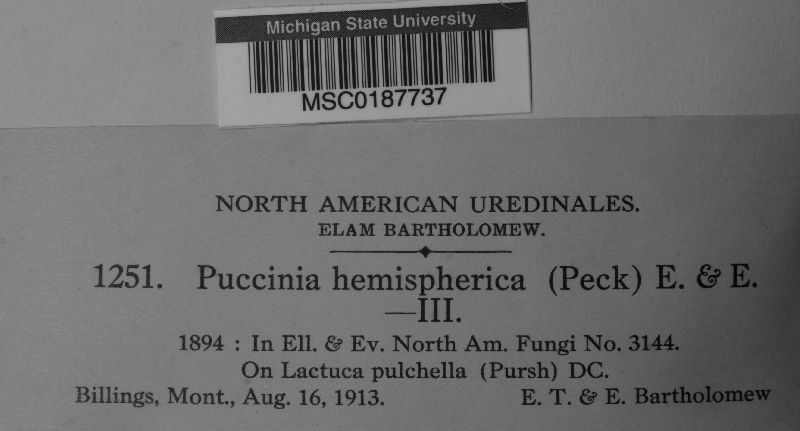 Michigan State University
MSC0187737
NORTH AMERICAN UREDINALES.
ELAM BARTHOLOMEW.
1251. Puccinia hemispherica (Peck) E. & E.
—III.
1894 : In Ell. & Ev. North Am. Fungi No. 3144.
On Lactuca pulchella (Pursh) DC.
Billings, Mont., Aug. 16, 1913. E. T. & E. Bartholomew